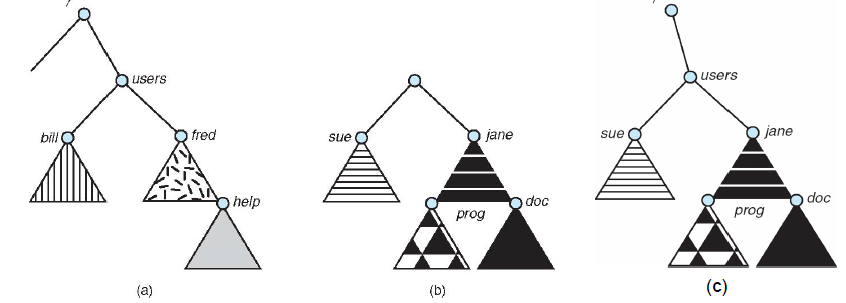 users
bill
fred
help
(a)
sue
jane
prog
doc
(b)
users
sue
jane
prog
doc
(c)